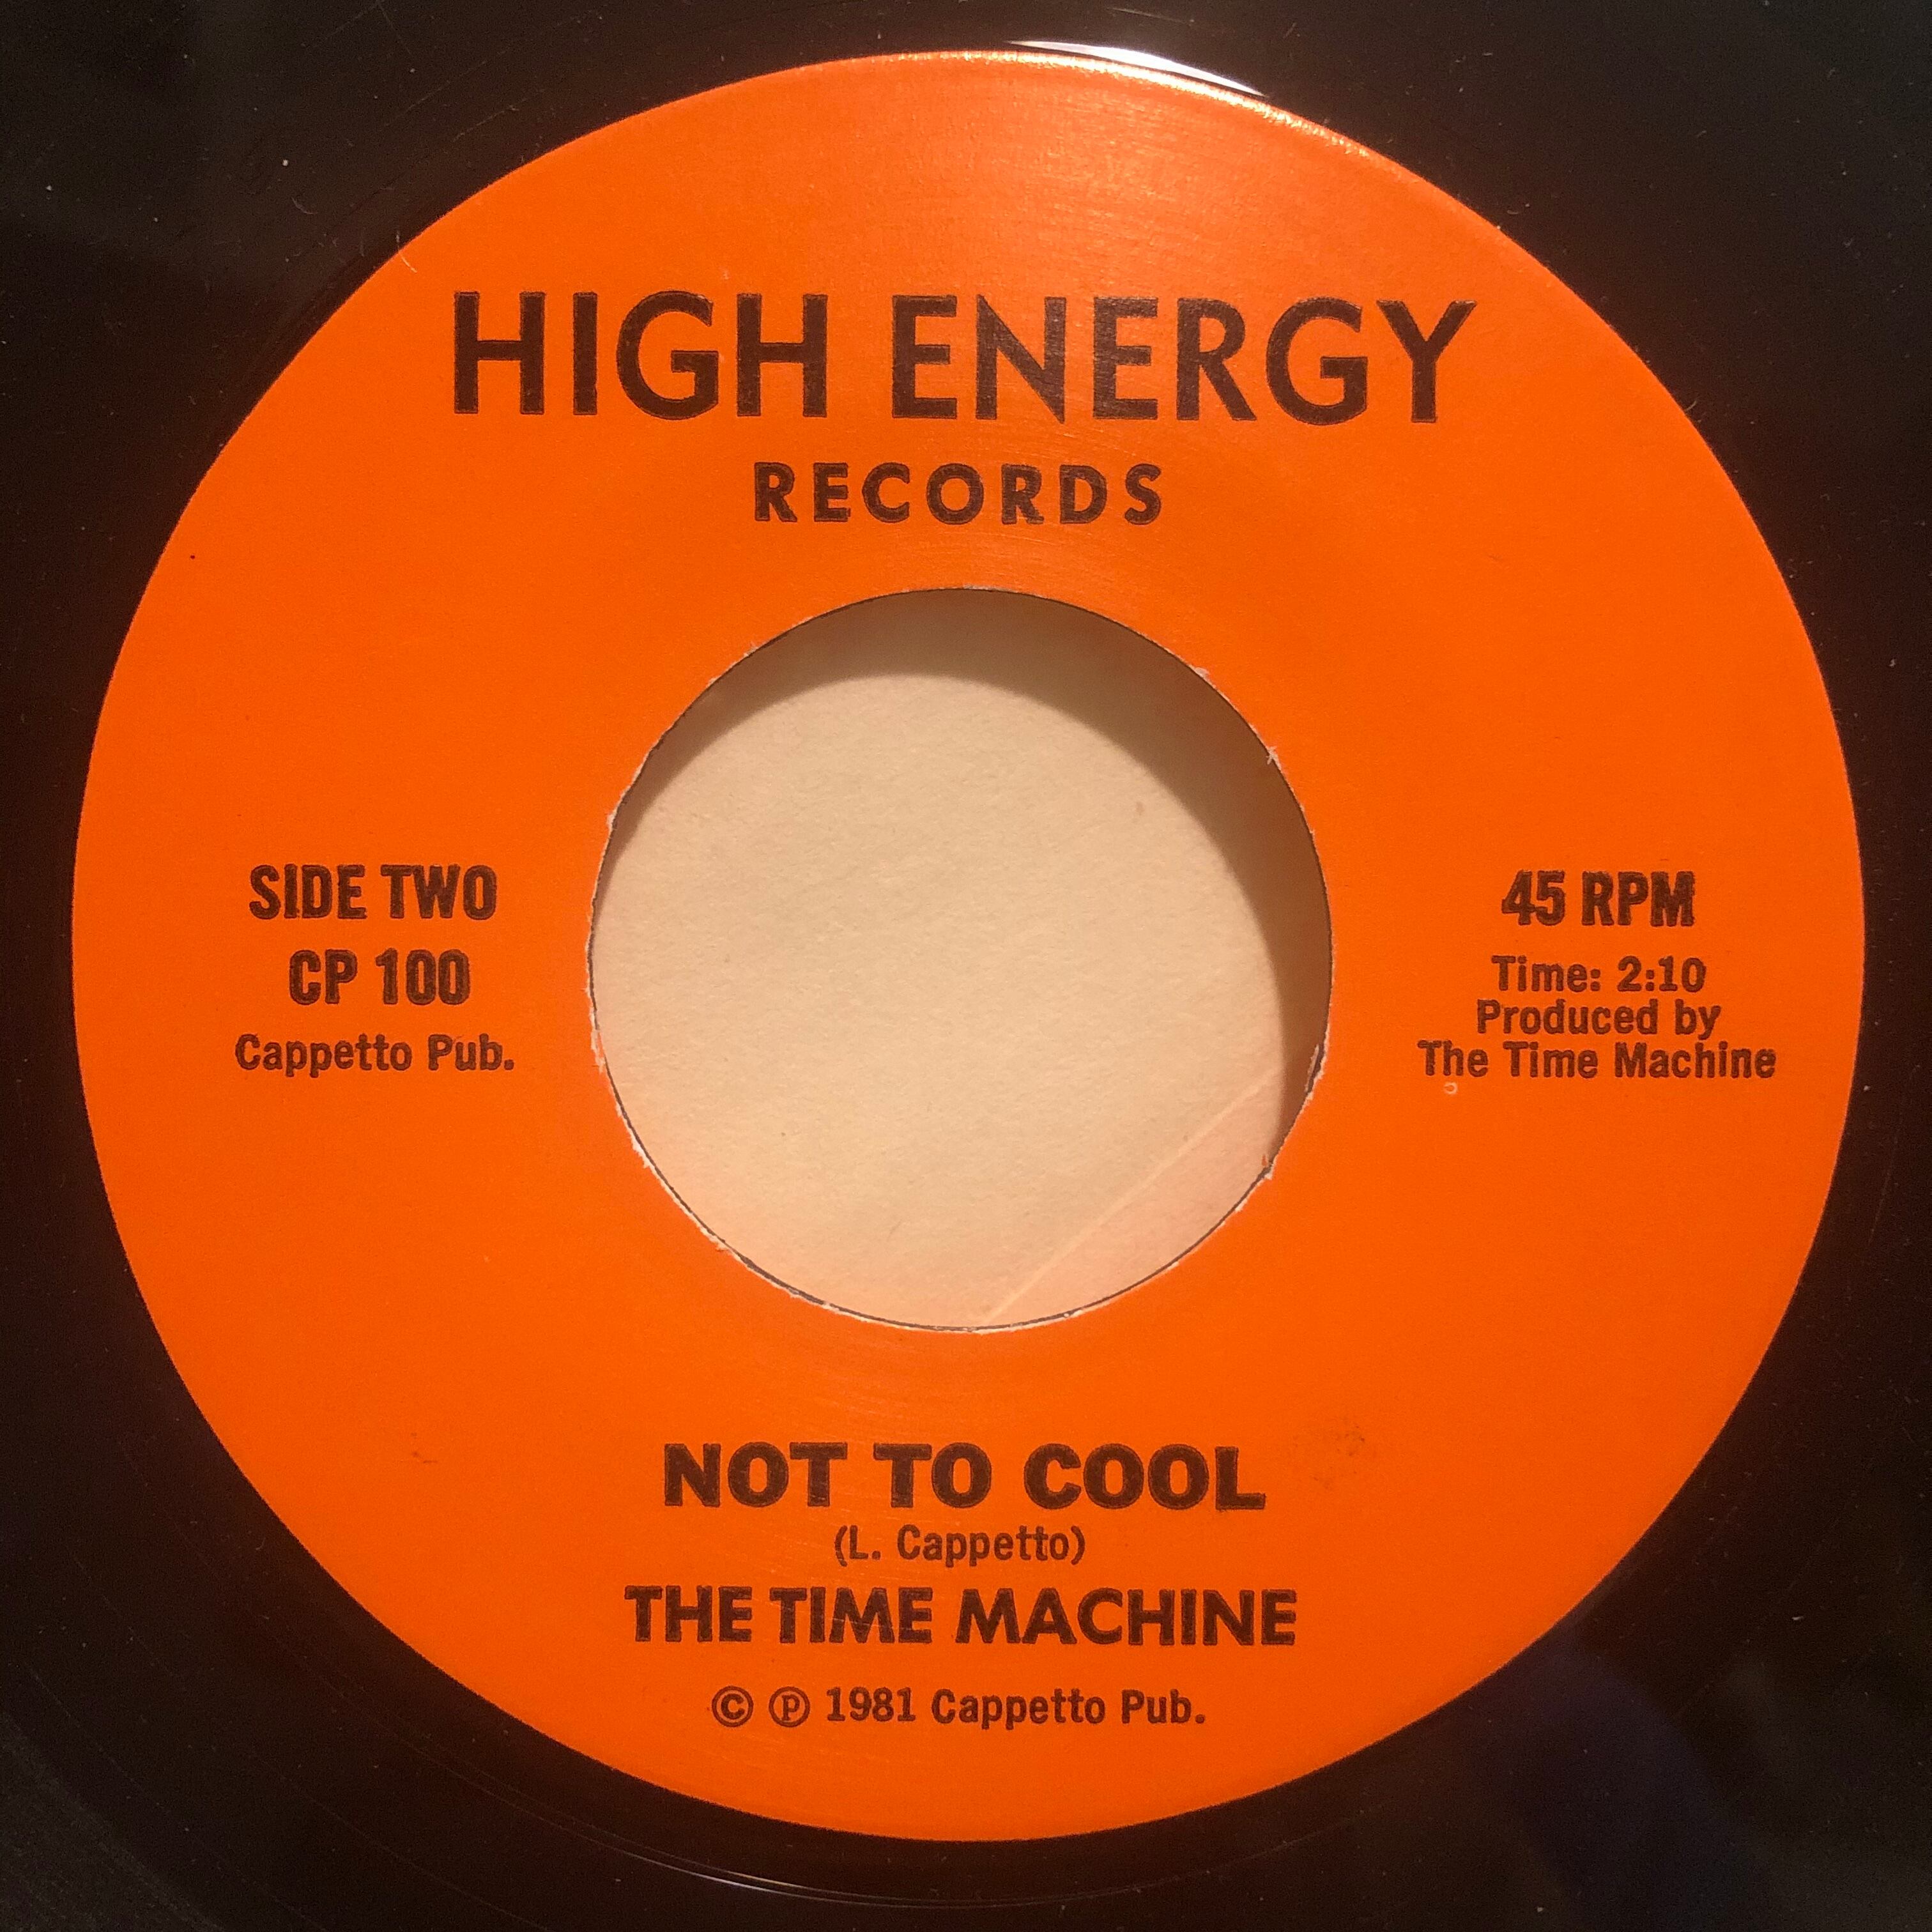 HIGH ENERGY
RECORDS
SIDE TWO
CP 100
Cappetto Pub.
45 RPM
Time: 2:10
Produced by
The Time Machine
NOT TO COOL
(L. Cappetto)
THE TIME MACHINE
© ℗ 1981 Cappetto Pub.